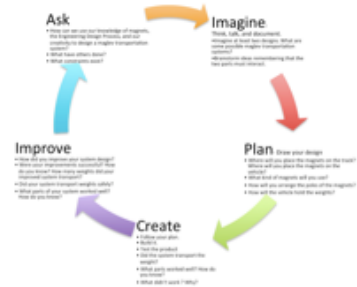 Ask
• How can we use our knowledge of magnets,
the Engineering Design Process, and our
creativity to design a maglev transportation
system?
• What have others done?
• What constraints exist?
Imagine
Think, talk, and document.
• Imagine at least two designs. What are
some possible maglev transportation
systems?
• Brainstorm ideas remembering that the
two parts must interact.
Plan Draw your design
• Where will you place the magnets on the track?
Where will you place the magnets on the
vehicle?
• What kind of magnets will you use?
• How will you arrange the poles of the magnets?
• How will the vehicle hold the weights?
Create
• Follow your plan.
• Build it.
• Test the product
• Did the system transport the
weight?
• What parts worked well? How do
you know?
• What didn't work? Why?
Improve
• How did you improve your system design?
• Were your improvements successful? How
do you know? How many weights did your
improved system transport?
• Did your system transport weights safely?
• What parts of your system worked well?
How do you know?